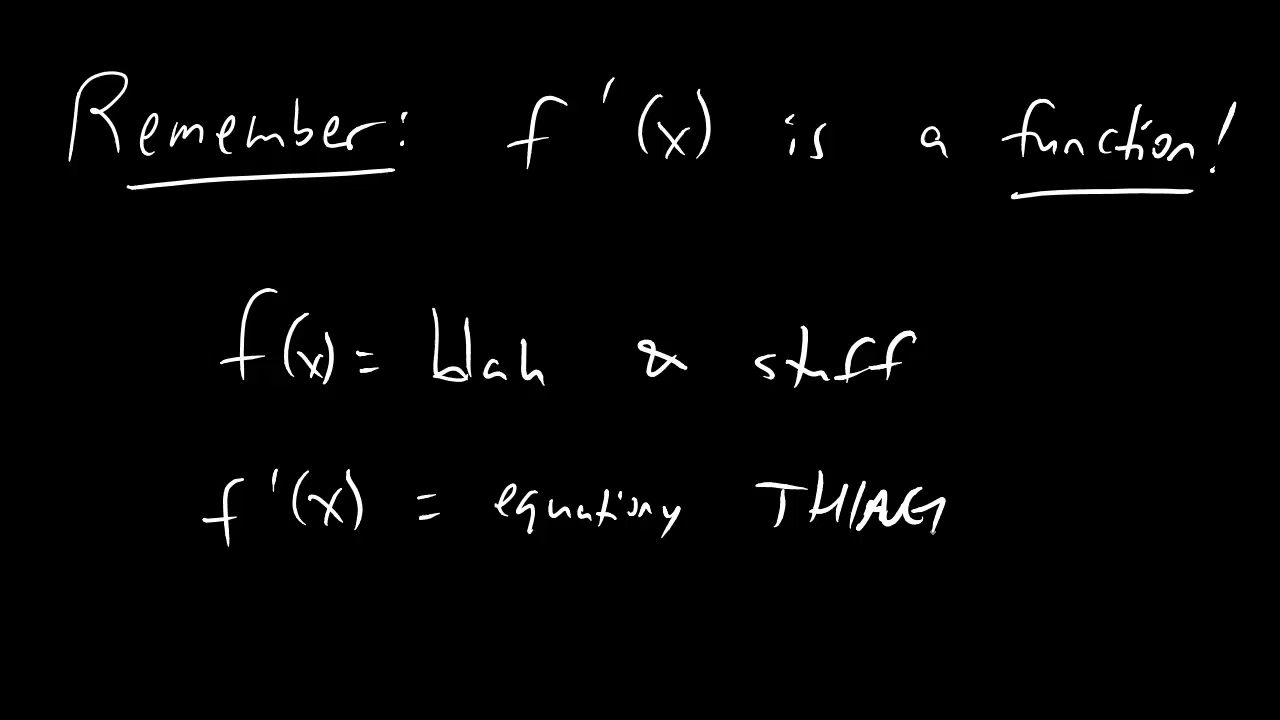 Remember: f'(x) is a function!
f(x) = blah & stuff
f'(x) = equationy THING